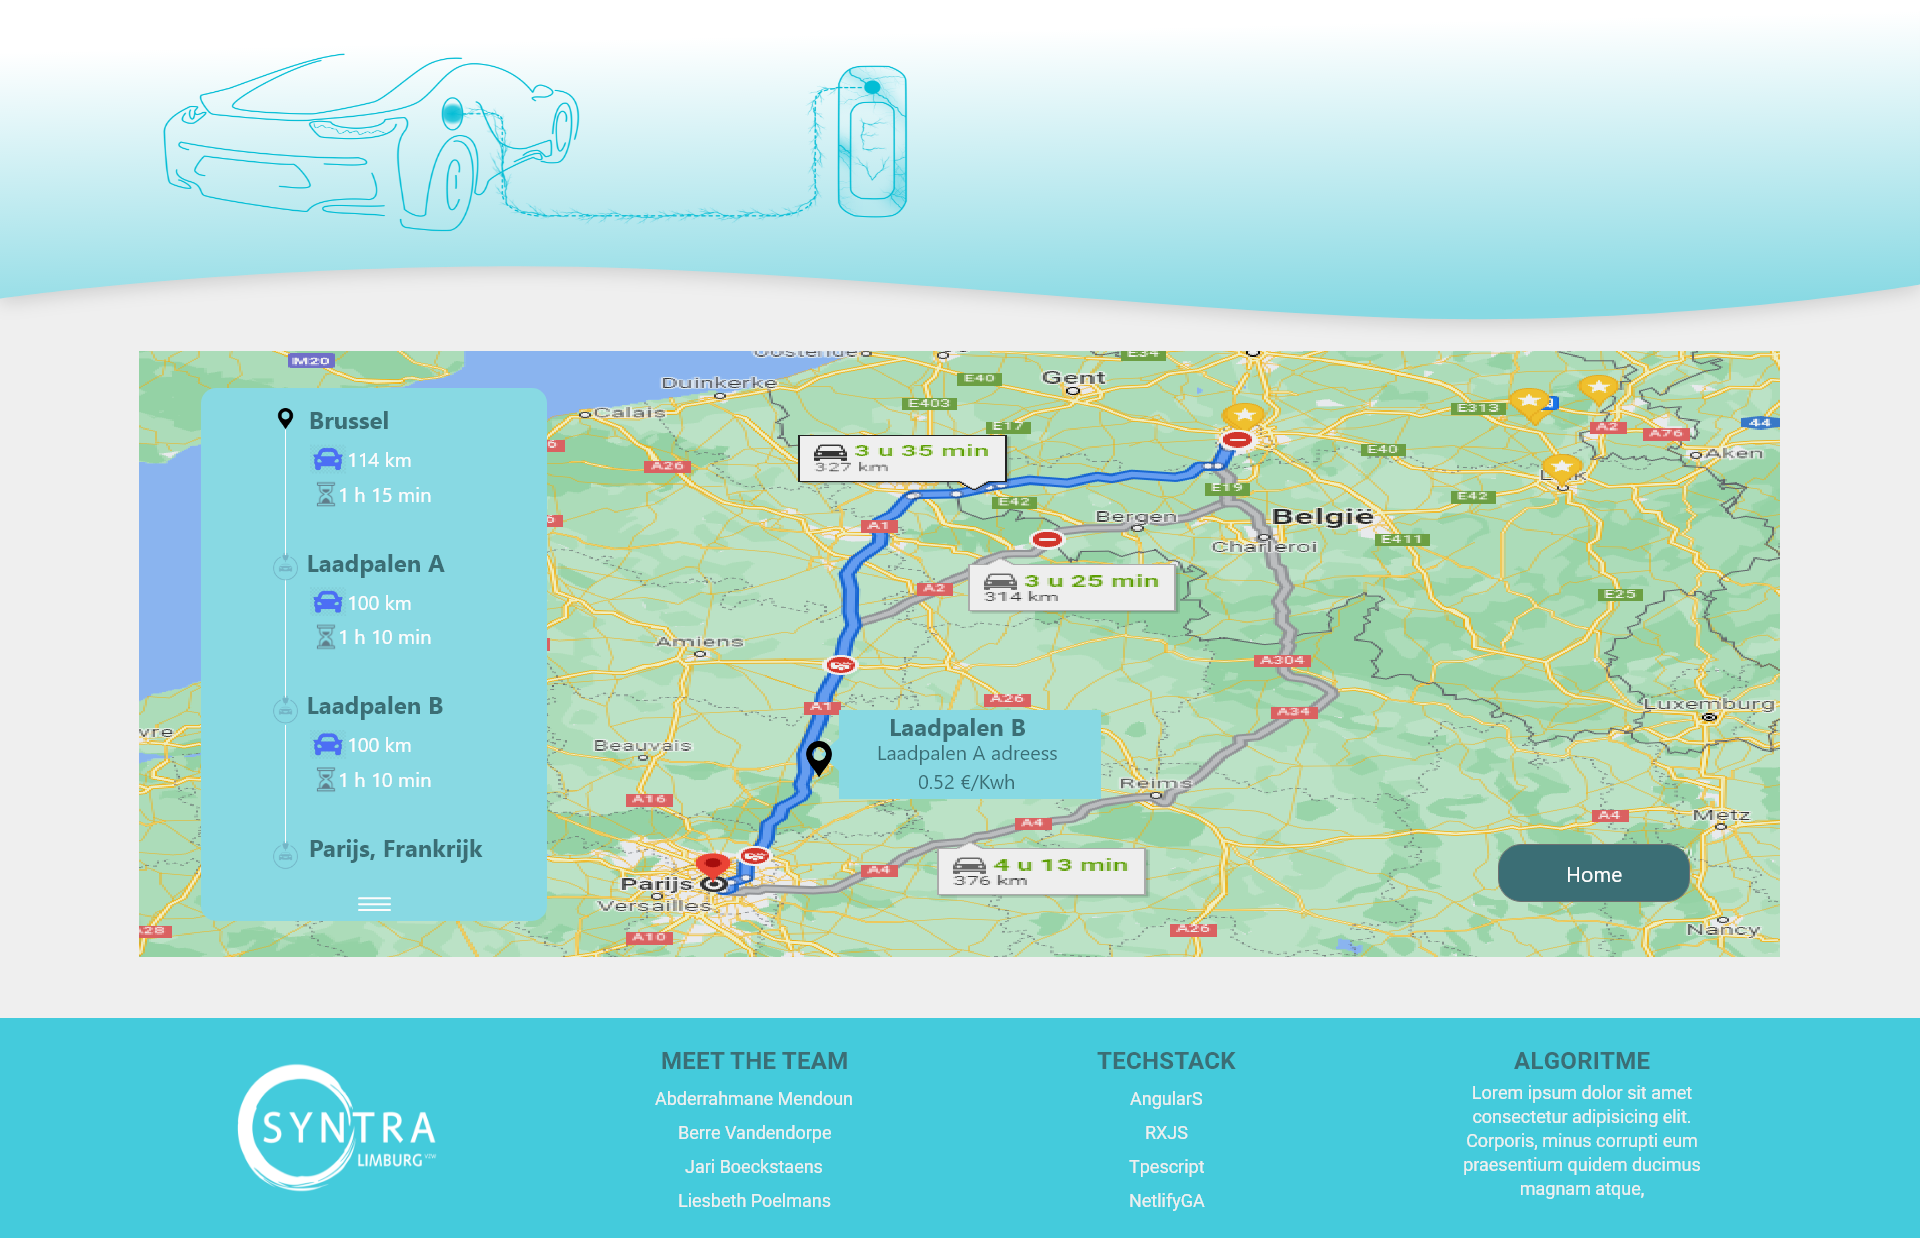 Brussel
114 km
1 h 15 min
Laadpalen A
100 km
1 h 10 min
Laadpalen B
100 km
1 h 10 min
Parijs, Frankrijk
M20
Duinkerke
Calais
E34
E40
Gent
E403
E17
E313
A2
A76
44
Aken
E40
3 u 35 min
327 km
A26
E19
E42
E42
A1
Bergen
België
Charleroi
E411
3 u 25 min
314 km
A2
E25
Amiens
A304
A26
A1
A34
Luxemburg
Laadpalen B
Laadpalen A adreess
0.52 €/Kwh
Beauvais
Reims
A16
A4
A4
Metz
4 u 13 min
376 km
A4
Parijs
Versailles
Home
A28
A10
A26
Nancy
SYNTRA
LIMBURG
MEET THE TEAM
Abderrahmane Mendoun
Berre Vandendorpe
Jari Boeckstaens
Liesbeth Poelmans
TECHSTACK
AngularS
RXJS
Tpescript
NetlifyGA
ALGORITME
Lorem ipsum dolor sit amet
consectetur adipisicing elit.
Corporis, minus corrupti eum
praesentium quidem ducimus
magnam atque,